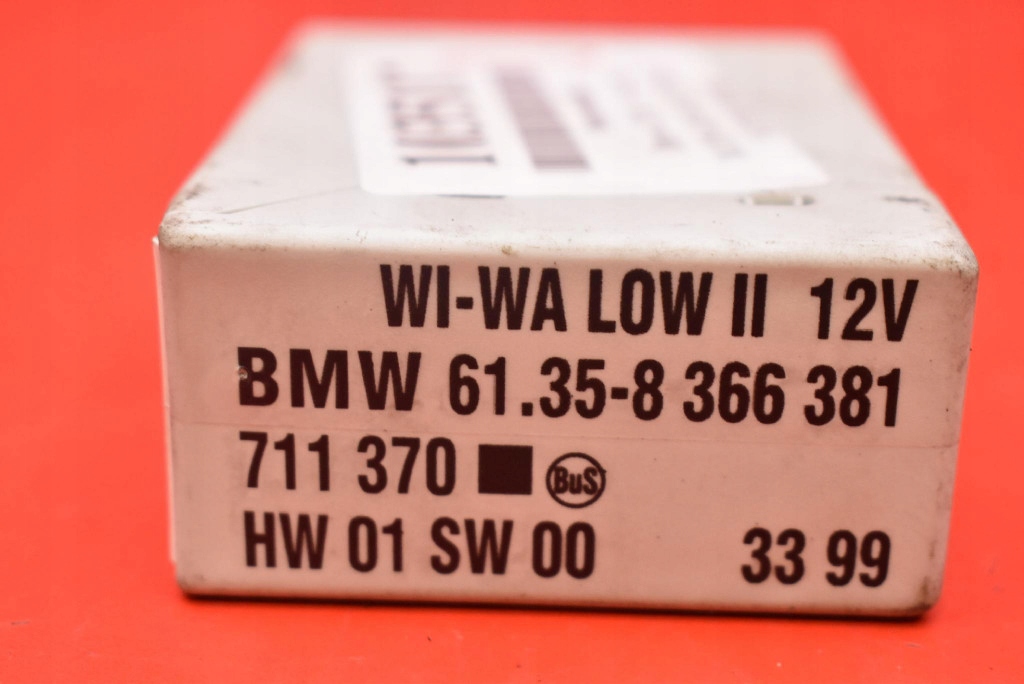 WI-WA LOW II 12V
BMW 61.35-8 366 381
711 370 BuS
HW 01 SW 00 33 99